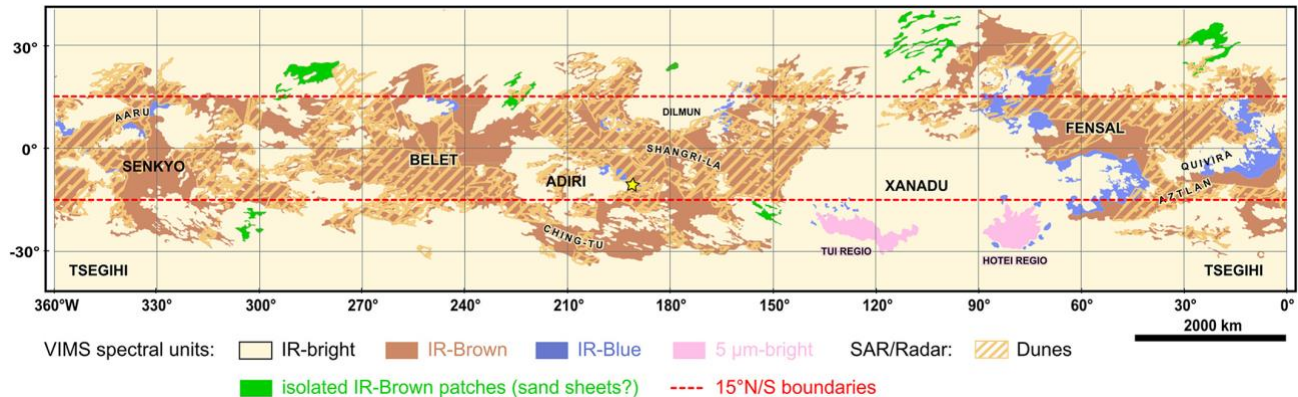 30°
0°
-30°
AARU
SENKYO
BELET
ADIRI
DILMUN
SHANGRI-LA
CHING-TU
XANADU
FENSAL
QUIVIRA
AZTLAN
TUI REGIO
HOTEI REGIO
TSEGIHI
TSEGIHI
360°W 330° 300° 270° 240° 210° 180° 150° 120° 90° 60° 30° 0°
2000 km
VIMS spectral units: IR-bright IR-Brown IR-Blue 5 µm-bright SAR/Radar: Dunes
isolated IR-Brown patches (sand sheets?) 15°N/S boundaries